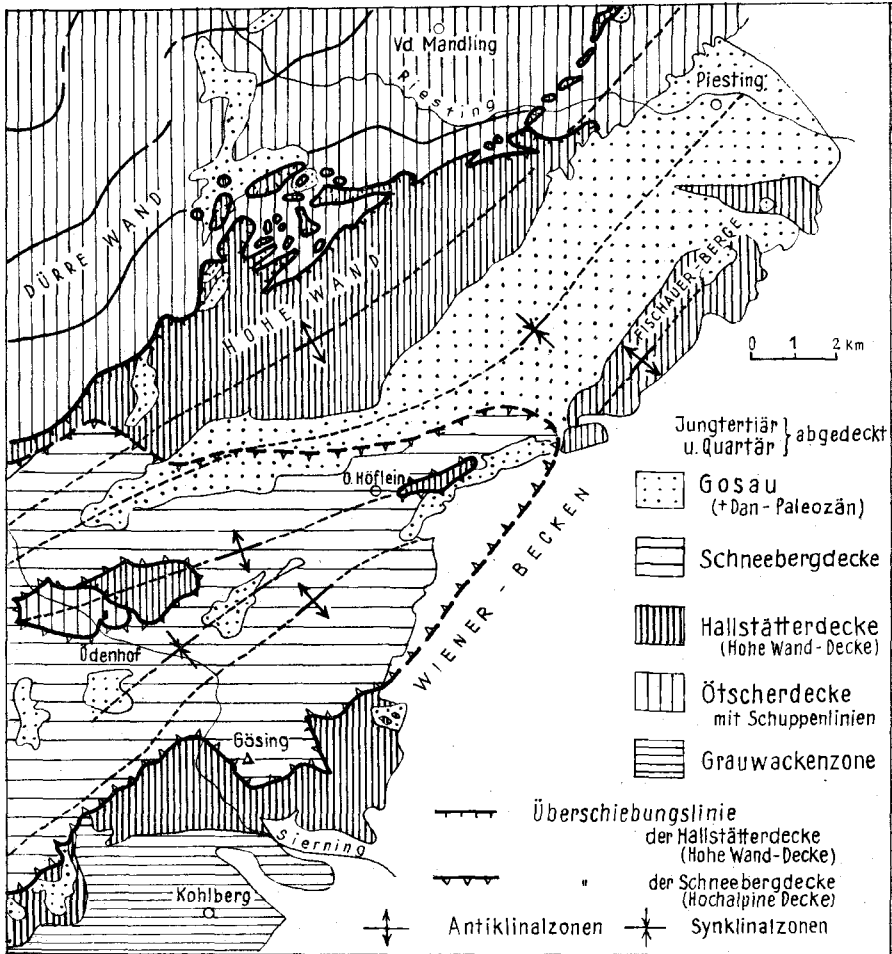 Vd. Mandling
Piesting
Piesting
DÜRRE WAND
HOHE WAND
FISCHAUER-BERGE
0 1 2 km
Jungtertiär
u. Quartär } abgedeckt
Gosau
(+Dan-Paleozän)
O. Höflein
Schneebergdecke
WIENER-BECKEN
Hallstätterdecke
(Hohe Wand-Decke)
Ödenhof
Ötscherdecke
mit Schuppenlinien
Gösing
Grauwackenzone
Überschiebungslinie
der Hallstätterdecke
(Hohe Wand-Decke)
Sierning
" der Schneebergdecke
(Hochalpine Decke)
Kohlberg
Antiklinalzonen
Synklinalzonen